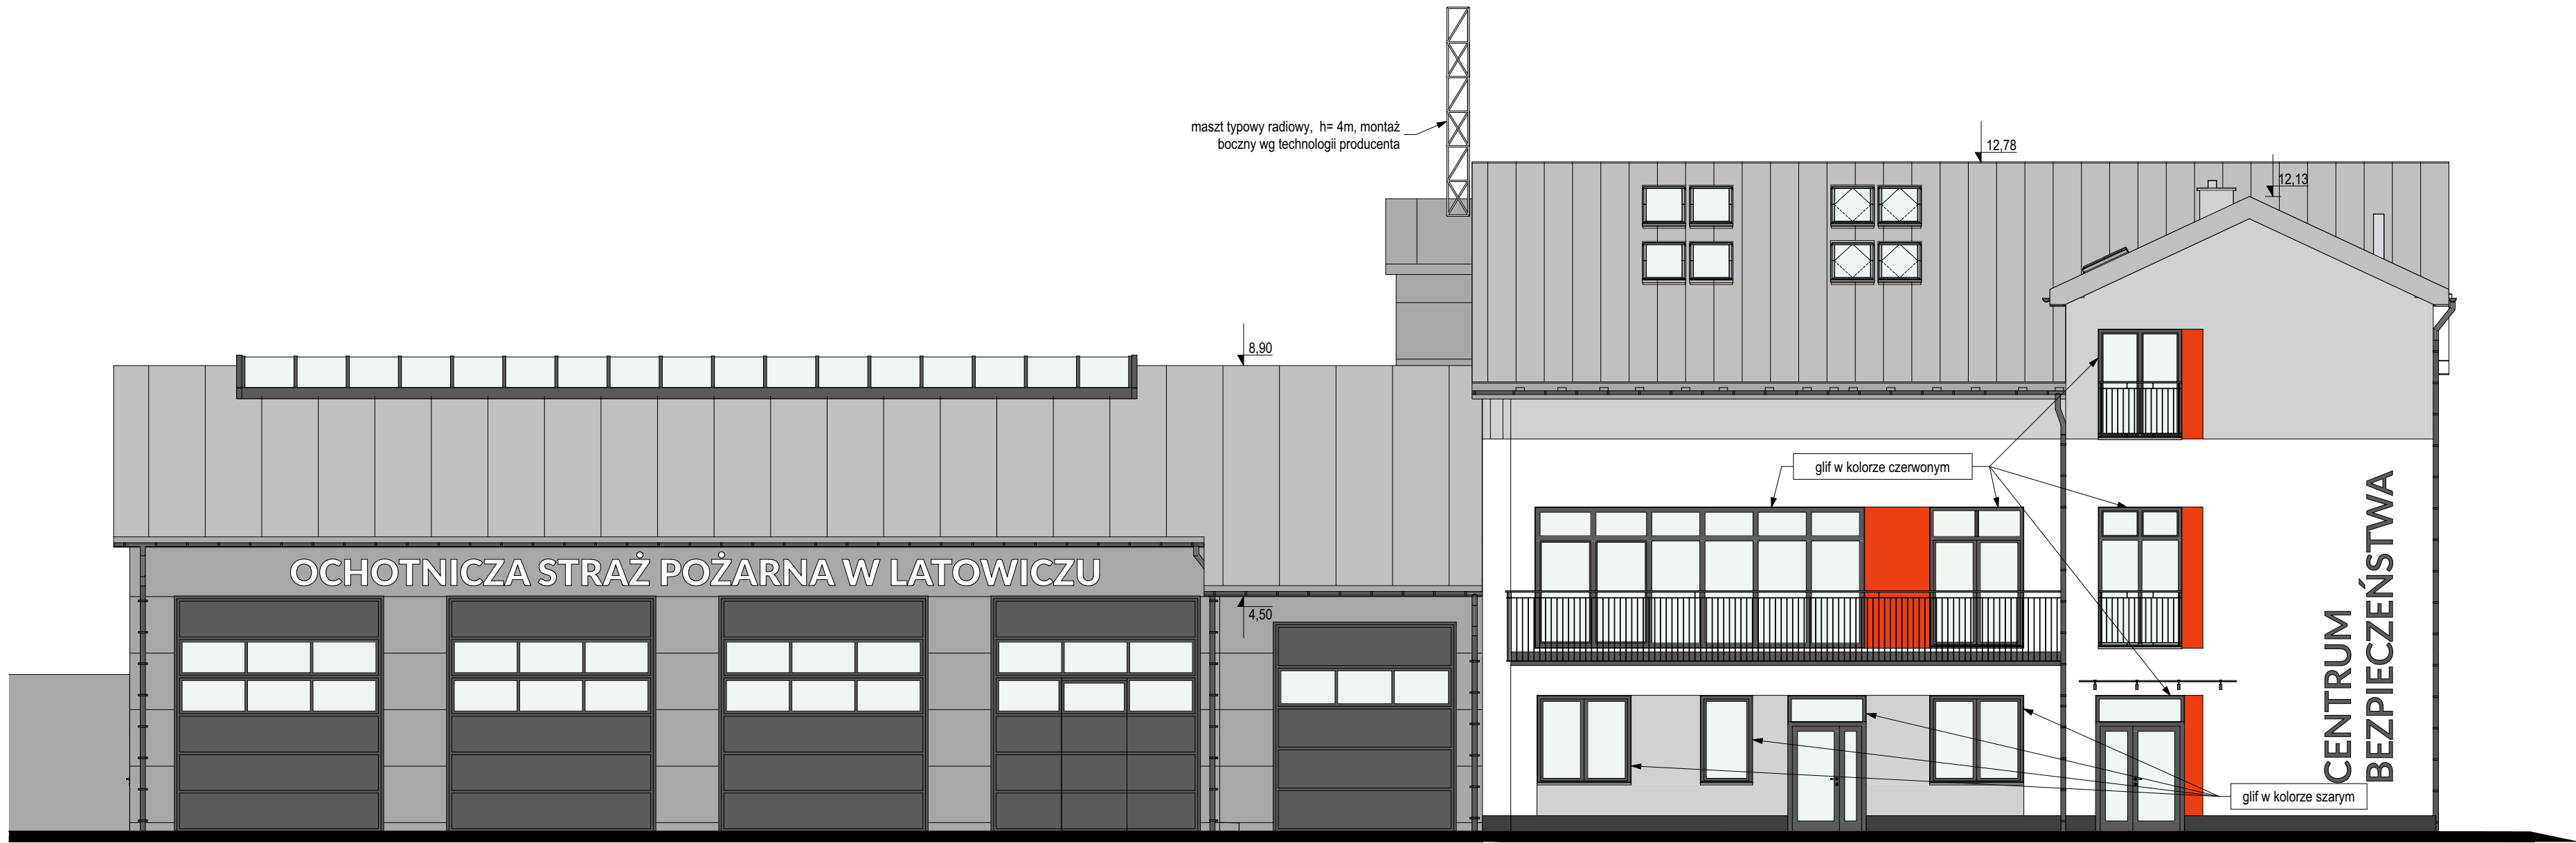 maszt typowy radiowy, h= 4m, montaż
boczny wg technologii producenta
12,78
12,13
8,90
glif w kolorze czerwonym
OCHOTNICZA STRAŻ POŻARNA W LATOWICZU
4,50
CENTRUM
BEZPIECZEŃSTWA
glif w kolorze szarym